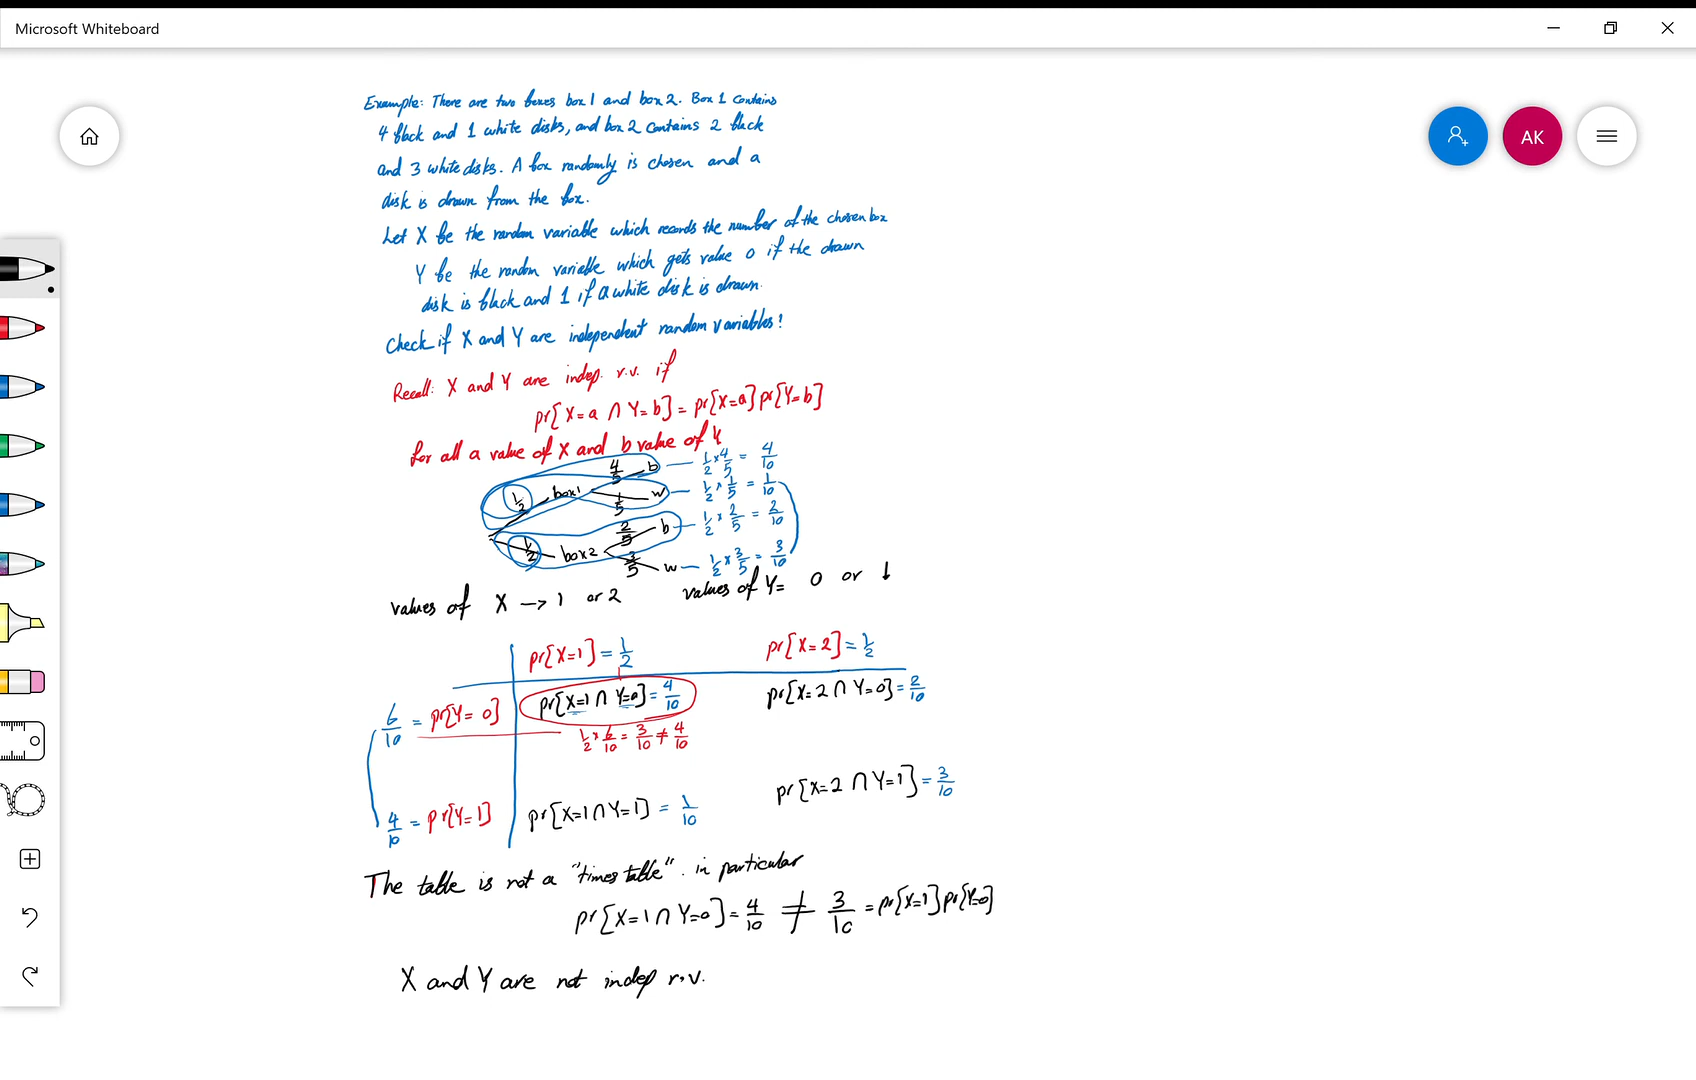 Microsoft Whiteboard
AK
Example: There are two boxes box 1 and box 2. Box 1 contains
4 black and 1 white disks, and box 2 contains 2 black
and 3 white disks. A box randomly is chosen and a
disk is drawn from the box.
Let X be the random variable which records the number of the chosen box
Y be the random variable which gets value 0 if the drawn
disk is black and 1 if a white disk is drawn.
Check if X and Y are independent random variables!
Recall: X and Y are indep. r.v. if
pr[X=a ∩ Y=b] = pr[X=a] pr[Y=b]
for all a value of X and b value of Y
4/5 b — 1/2 × 4/5 = 4/10
1/2 box1 1/5 w — 1/2 × 1/5 = 1/10
2/5 b — 1/2 × 2/5 = 2/10
1/2 box2 3/5 w — 1/2 × 3/5 = 3/10
values of X → 1 or 2 values of Y = 0 or 1
pr[X=1] = 1/2 pr[X=2] = 1/2
6/10 = pr[Y=0] pr[X=1 ∩ Y=0] = 4/10 pr[X=2 ∩ Y=0] = 2/10
1/2 × 6/10 = 3/10 ≠ 4/10
4/10 = pr[Y=1] pr[X=1 ∩ Y=1] = 1/10 pr[X=2 ∩ Y=1] = 3/10
The table is not a "times table". in particular
pr[X=1 ∩ Y=0] = 4/10 ≠ 3/10 = pr[X=1] pr[Y=0]
X and Y are not indep r.v.